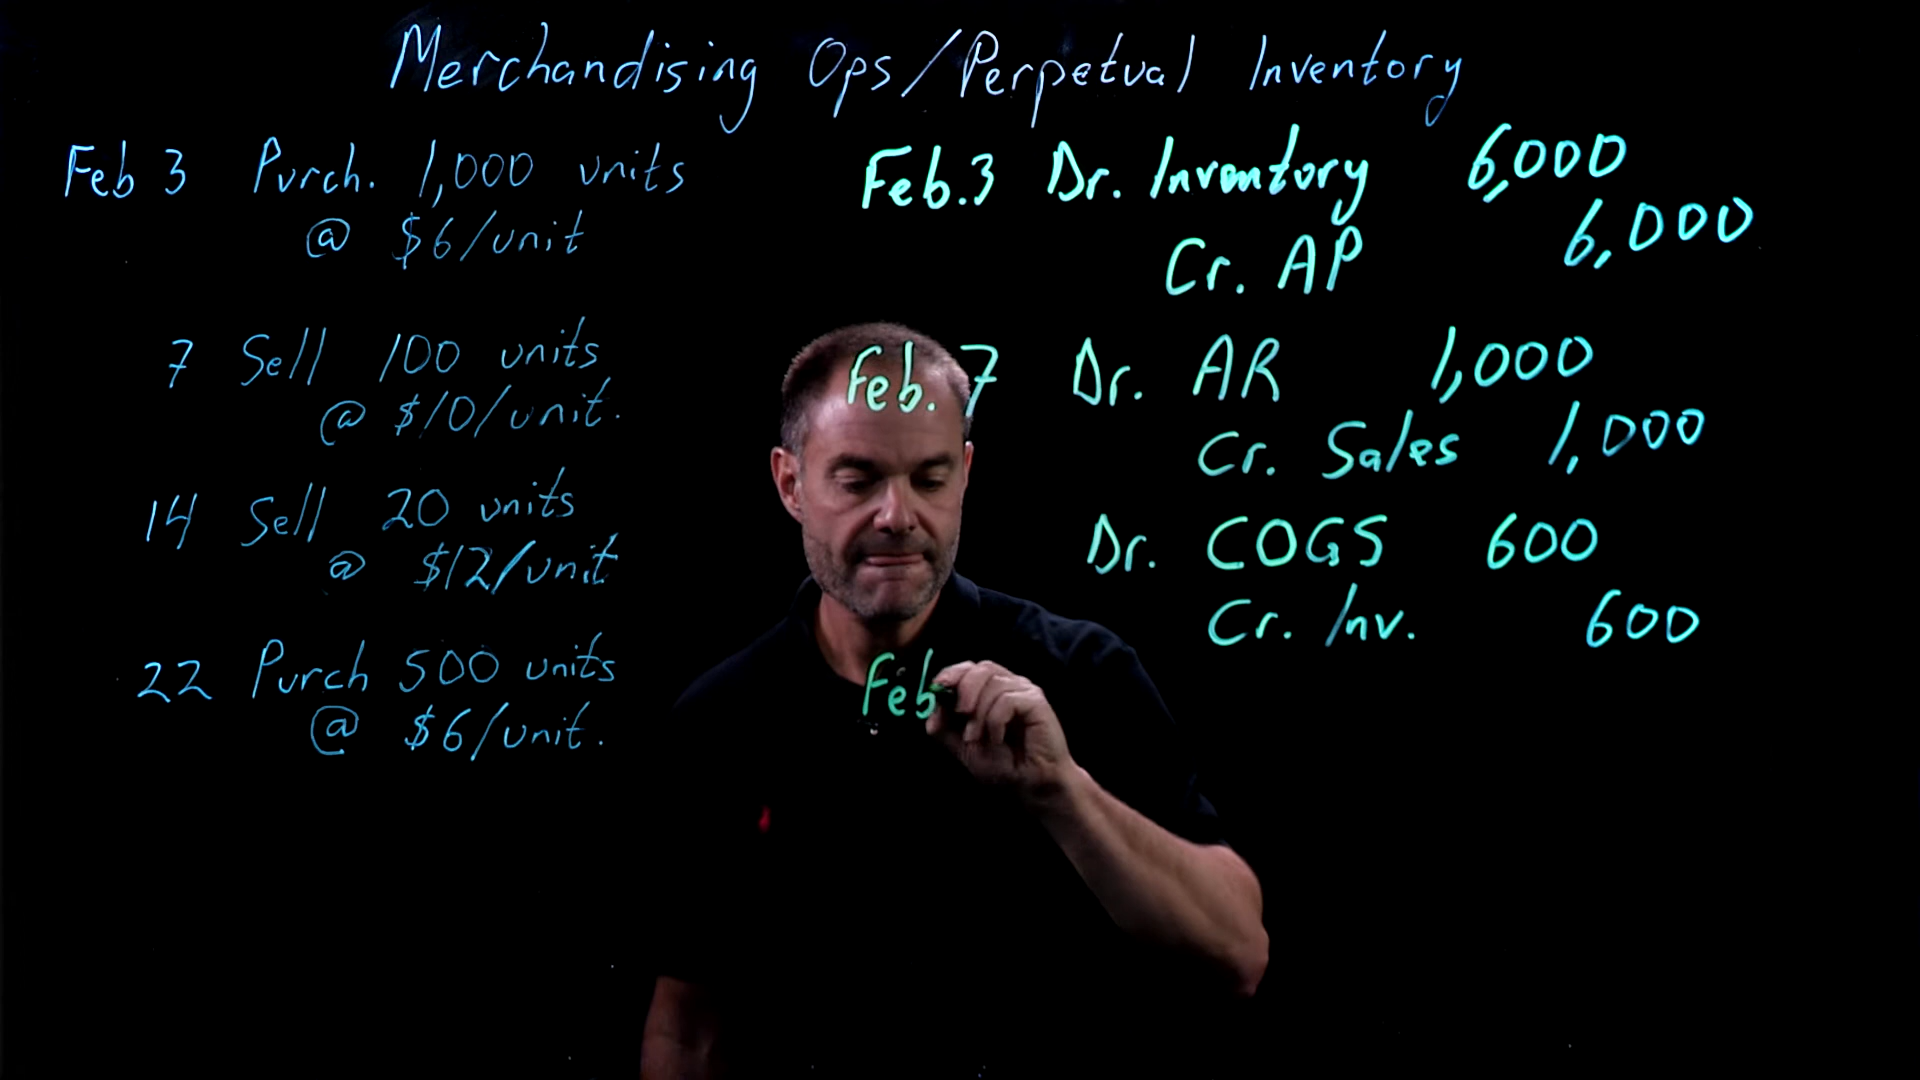 Merchandising Ops/Perpetual Inventory
Feb 3 Purch. 1,000 units
@ $6/unit
7 Sell 100 units
@ $10/unit.
14 Sell 20 units
@ $12/unit
22 Purch 500 units
@ $6/unit.
Feb.3 Dr. Inventory 6,000
Cr. AP 6,000
Feb. 7 Dr. AR 1,000
Cr. Sales 1,000
Dr. COGS 600
Cr. Inv. 600
Feb